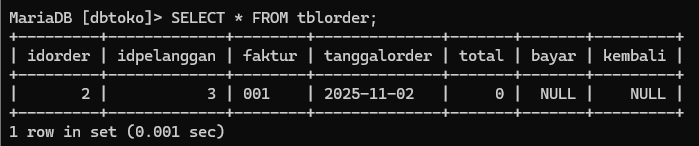 MariaDB [dbtoko]> SELECT * FROM tblorder;
+---------+-------------+--------+--------------+-------+-------+---------+
| idorder | idpelanggan | faktur | tanggalorder | total | bayar | kembali |
+---------+-------------+--------+--------------+-------+-------+---------+
|       2 |           3 | 001    | 2025-11-02   |     0 |  NULL |    NULL |
+---------+-------------+--------+--------------+-------+-------+---------+
1 row in set (0.001 sec)